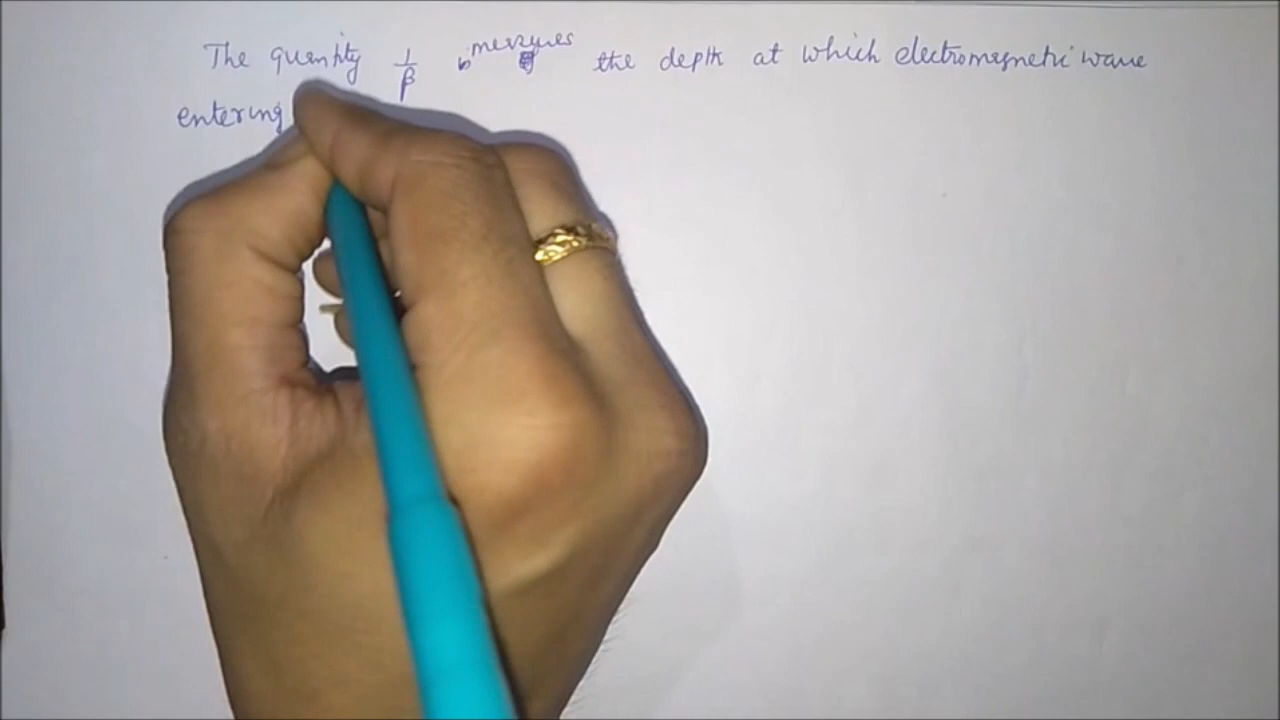 The quantity 1/β measures the depth at which electromagnetic wave
entering